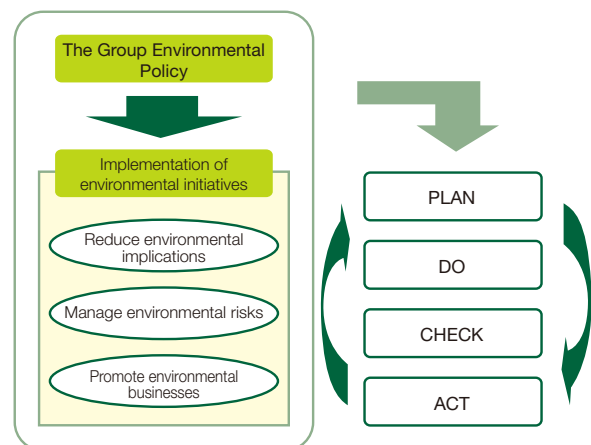 The Group Environmental
Policy
Implementation of
environmental initiatives
Reduce environmental
implications
Manage environmental risks
Promote environmental
businesses
PLAN
DO
CHECK
ACT